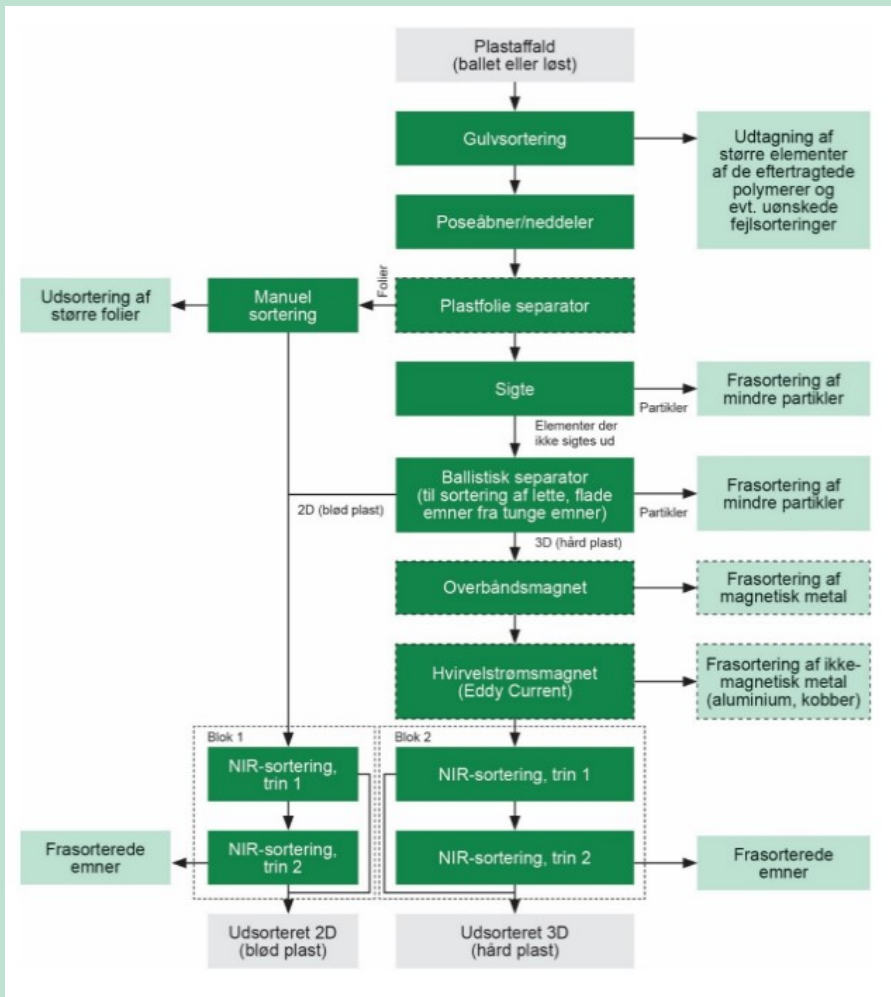 Plastaffald
(ballet eller løst)
Gulvsortering
Udtagning af
større elementer
af de eftertragtede
polymerer og
evt. uønskede
fejlsorteringer
Poseåbner/neddeler
Udsortering af
større folier
Manuel
sortering
Folier
Plastfolie separator
Sigte
Partikler
Frasortering af
mindre partikler
Elementer der
ikke sigtes ud
Ballistisk separator
(til sortering af lette, flade
emner fra tunge emner)
2D (blød plast)
Partikler
Frasortering af
mindre partikler
3D (hård plast)
Overbåndsmagnet
Frasortering af
magnetisk metal
Hvirvelstrømsmagnet
(Eddy Current)
Frasortering af ikke-
magnetisk metal
(aluminium, kobber)
Blok 1
Blok 2
NIR-sortering,
trin 1
NIR-sortering, trin 1
Frasorterede
emner
NIR-sortering,
trin 2
NIR-sortering, trin 2
Frasorterede
emner
Udsorteret 2D
(blød plast)
Udsorteret 3D
(hård plast)